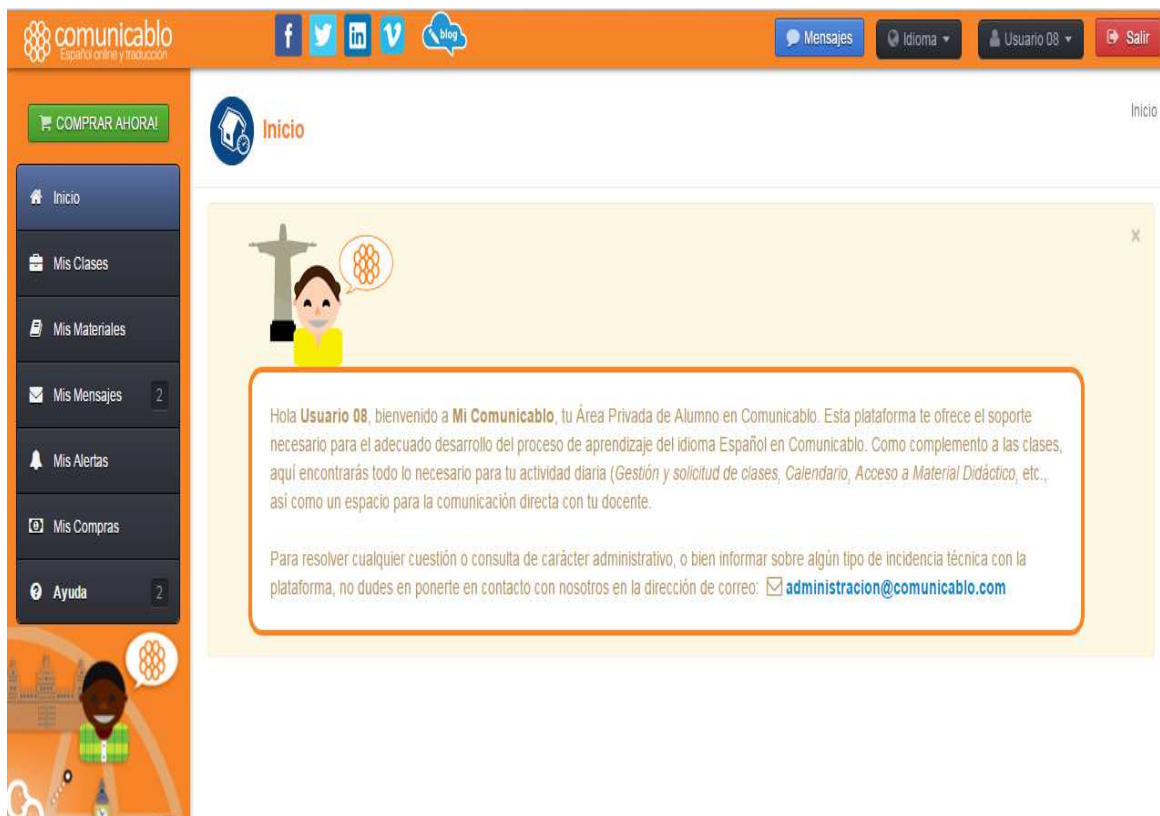 comunicablo
Español online y traducción
blog
Mensajes
Idioma
Usuario 08
Salir
COMPRAR AHORA!
Inicio
Inicio
Inicio
Mis Clases
Mis Materiales
Mis Mensajes 2
Mis Alertas
Mis Compras
Ayuda 2
Hola Usuario 08, bienvenido a Mi Comunicablo, tu Área Privada de Alumno en Comunicablo. Esta plataforma te ofrece el soporte
necesario para el adecuado desarrollo del proceso de aprendizaje del idioma Español en Comunicablo. Como complemento a las clases,
aquí encontrarás todo lo necesario para tu actividad diaria (Gestión y solicitud de clases, Calendario, Acceso a Material Didáctico, etc.,
así como un espacio para la comunicación directa con tu docente.
Para resolver cualquier cuestión o consulta de carácter administrativo, o bien informar sobre algún tipo de incidencia técnica con la
plataforma, no dudes en ponerte en contacto con nosotros en la dirección de correo: administracion@comunicablo.com